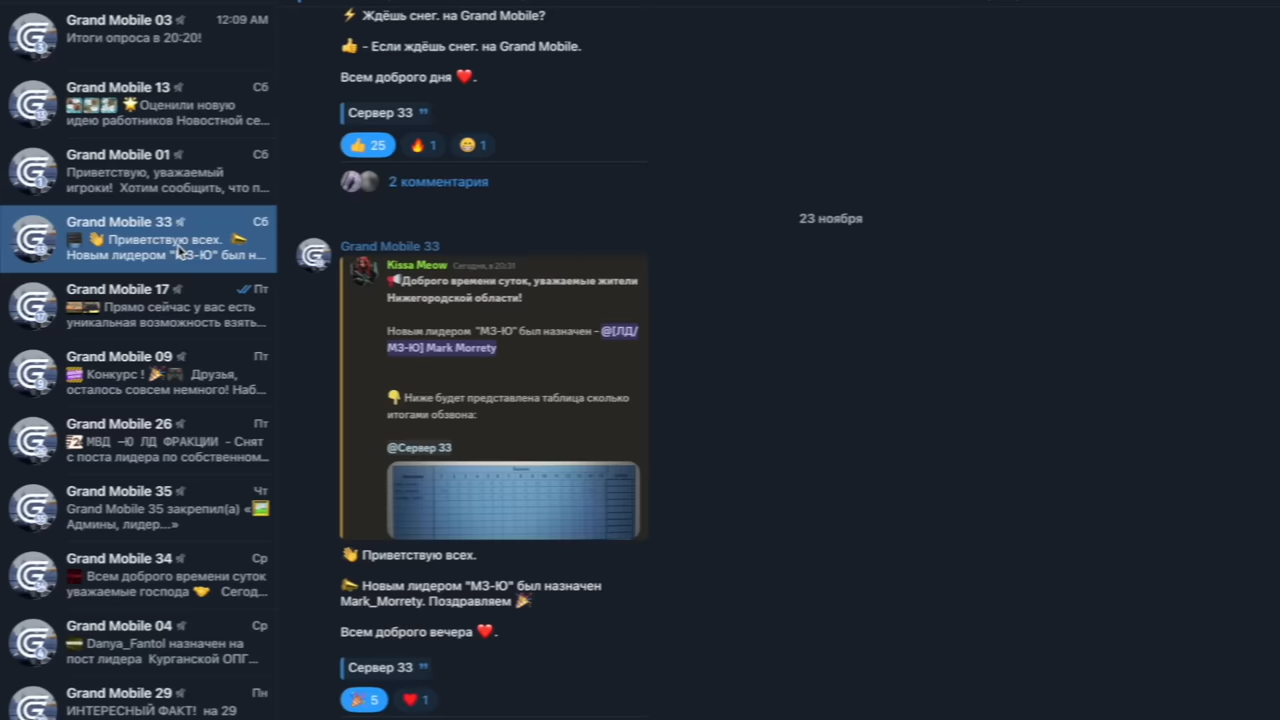 Grand Mobile 03 12:09 AM
Итоги опроса в 20:20!
Grand Mobile 13 Сб
Оценили новую
идею работников Новостной се...
Grand Mobile 01 Сб
Приветствую, уважаемый
игроки! Хотим сообщить, что п...
Grand Mobile 33 Сб
👋 Приветствую всех.
Новым лидером "МЗ-Ю" был н...
Grand Mobile 17 Пт
Прямо сейчас у вас есть
уникальная возможность взять...
Grand Mobile 09 Пт
Конкурс ! 🎉🎮 Друзья,
осталось совсем немного! Наб...
Grand Mobile 26 Пт
МВД -Ю ЛД ФРАКЦИИ - Снят
с поста лидера по собственном...
Grand Mobile 35 Чт
Grand Mobile 35 закрепил(а) «
Админы, лидер...»
Grand Mobile 34 Ср
Всем доброго времени суток
уважаемые господа 🤝 Сегод...
Grand Mobile 04 Ср
Danya_Fantol назначен на
пост лидера Курганской ОПГ...
Grand Mobile 29 Пн
ИНТЕРЕСНЫЙ ФАКТ! на 29
⚡ Ждёшь снег. на Grand Mobile?
👍 - Если ждёшь снег. на Grand Mobile.
Всем доброго дня ❤️.
Сервер 33
👍 25 🔥 1 😁 1
2 комментария
23 ноября
Grand Mobile 33
Kissa Meow Сегодня, в 20:31
Доброго времени суток, уважаемые жители
Нижегородской области!
Новым лидером "МЗ-Ю" был назначен - @[ЛД/
МЗ-Ю] Mark Morrety
👇 Ниже будет представлена таблица сколько
итогами обзвона:
@Сервер 33
👋 Приветствую всех.
📣 Новым лидером "МЗ-Ю" был назначен
Mark_Morrety. Поздравляем 🎉
Всем доброго вечера ❤️.
Сервер 33
🎉 5 ❤️ 1